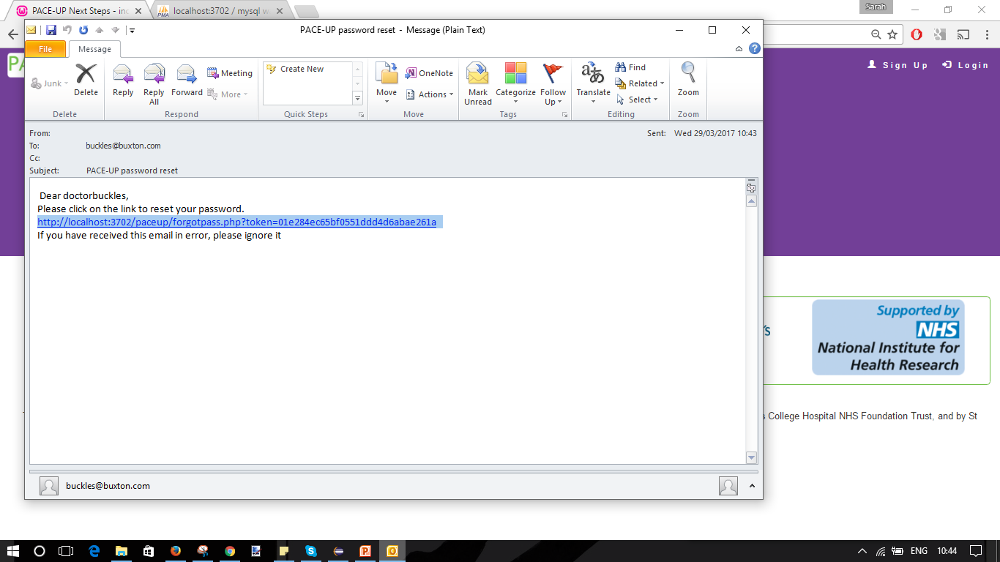 PACE-UP Next Steps - in
localhost:3702 / mysql w
Sarah
PACE-UP password reset - Message (Plain Text)
File
Message
Sign Up
Login
Junk
Delete
Reply
Reply All
Forward
Meeting
More
Create New
Move
OneNote
Actions
Mark Unread
Categorize
Follow Up
Translate
Find
Related
Select
Zoom
Delete
Respond
Quick Steps
Move
Tags
Editing
Zoom
From:
Sent: Wed 29/03/2017 10:43
To: buckles@buxton.com
Cc:
Subject: PACE-UP password reset
Dear doctorbuckles,
Please click on the link to reset your password.
http://localhost:3702/paceup/forgotpass.php?token=01e284ec65bf0551ddd4d6abae261a
If you have received this email in error, please ignore it
Supported by
NHS
National Institute for
Health Research
s College Hospital NHS Foundation Trust, and by St
buckles@buxton.com
ENG
10:44